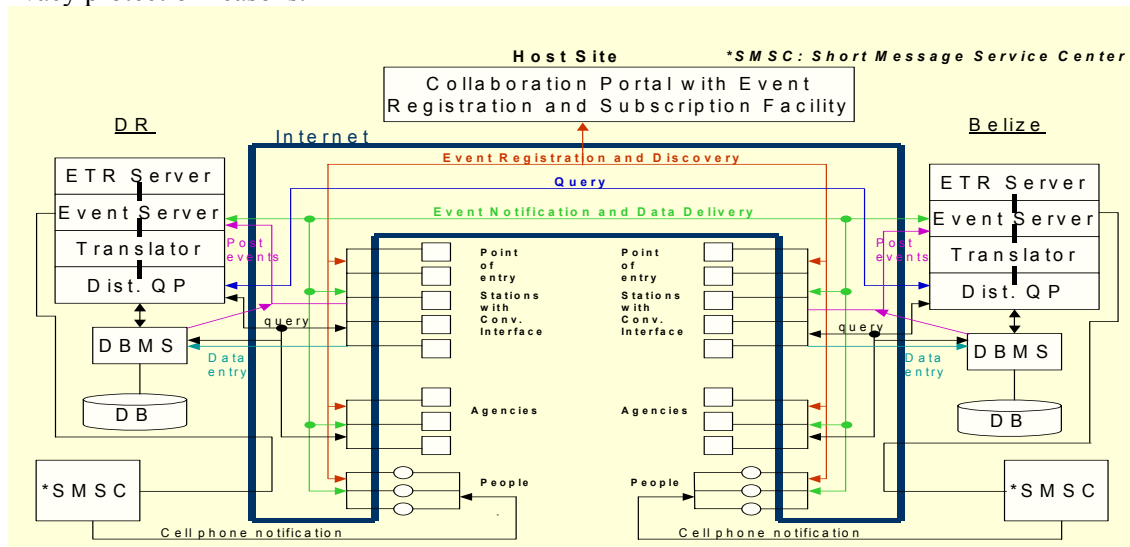 vacy protection reasons.
Host Site
*SMSC: Short Message Service Center
Collaboration Portal with Event
Registration and Subscription Facility
DR
Internet
Belize
Event Registration and Discovery
Query
Event Notification and Data Delivery
ETR Server
Event Server
Translator
Dist. QP
Post
events
query
DBMS
Data
entry
DB
*SMSC
Cell phone notification
Point
of
entry
Stations
with
Conv.
Interface
Agencies
People
Point
of
entry
Stations
with
Conv.
Interface
Agencies
People
ETR Server
Event Server
Translator
Dist. QP
Post
events
query
DBMS
Data
entry
DB
*SMSC
Cell phone notification